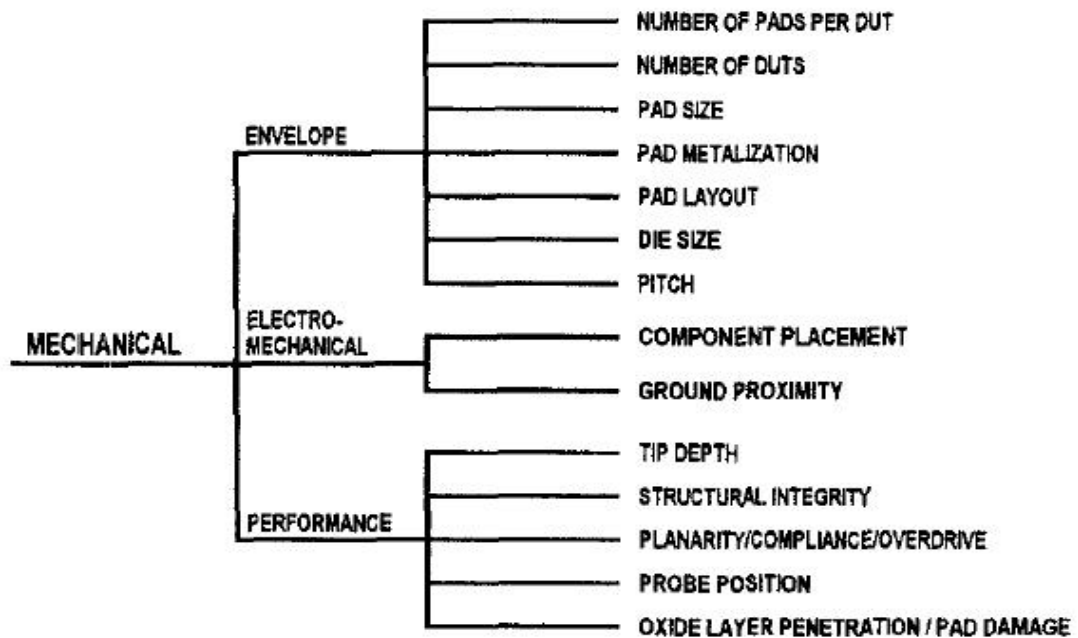 NUMBER OF PADS PER DUT
NUMBER OF DUTS
PAD SIZE
ENVELOPE
PAD METALIZATION
PAD LAYOUT
DIE SIZE
PITCH
ELECTRO-
MECHANICAL
MECHANICAL
COMPONENT PLACEMENT
GROUND PROXIMITY
TIP DEPTH
STRUCTURAL INTEGRITY
PERFORMANCE
PLANARITY/COMPLIANCE/OVERDRIVE
PROBE POSITION
OXIDE LAYER PENETRATION / PAD DAMAGE